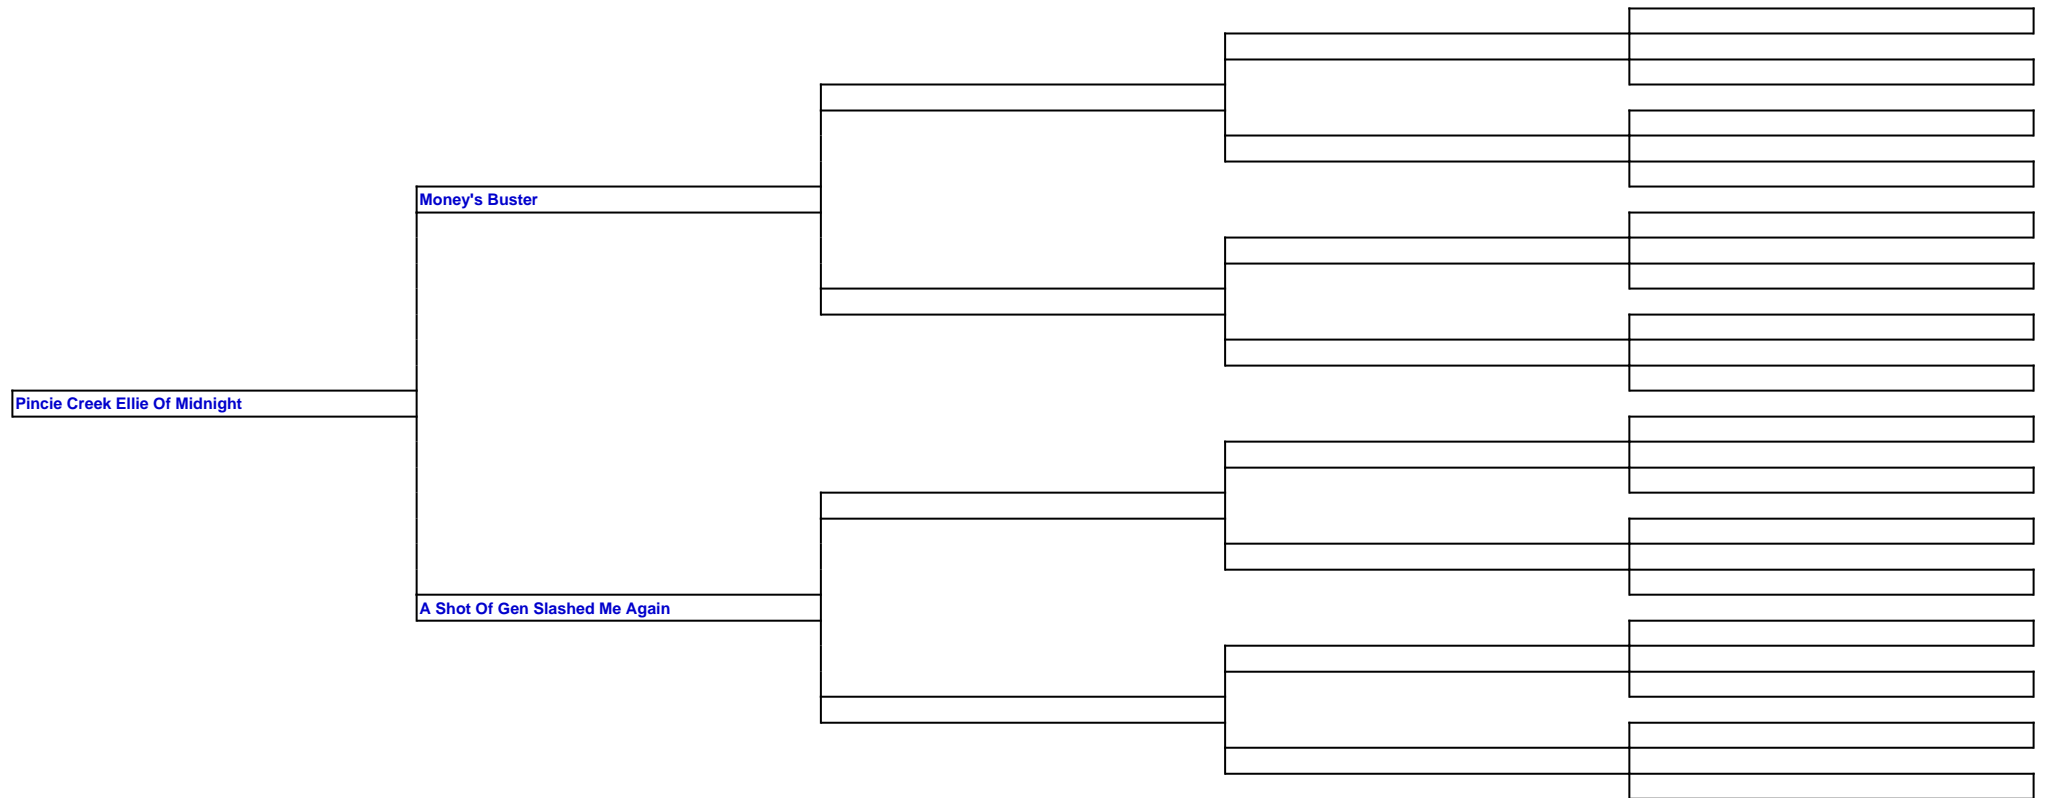 Money's Buster
Pincie Creek Ellie Of Midnight
A Shot Of Gen Slashed Me Again